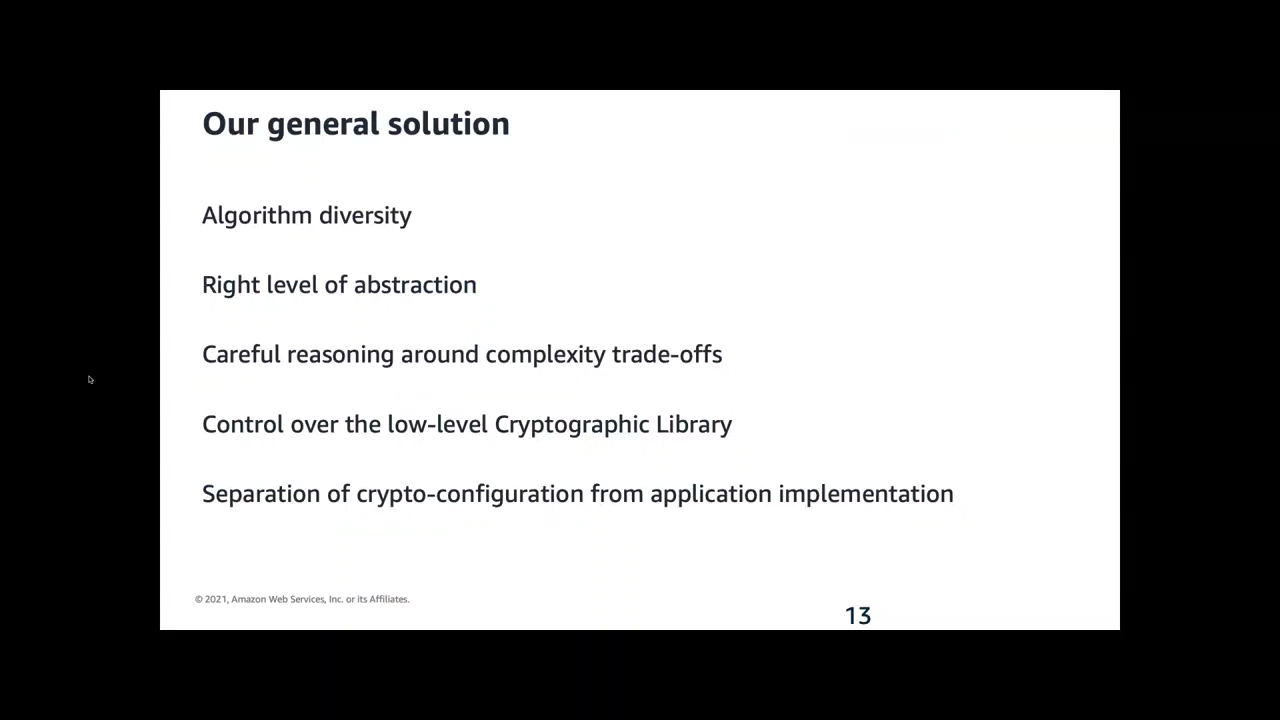 Our general solution
Algorithm diversity
Right level of abstraction
Careful reasoning around complexity trade-offs
Control over the low-level Cryptographic Library
Separation of crypto-configuration from application implementation
© 2021, Amazon Web Services, Inc. or its Affiliates.
13